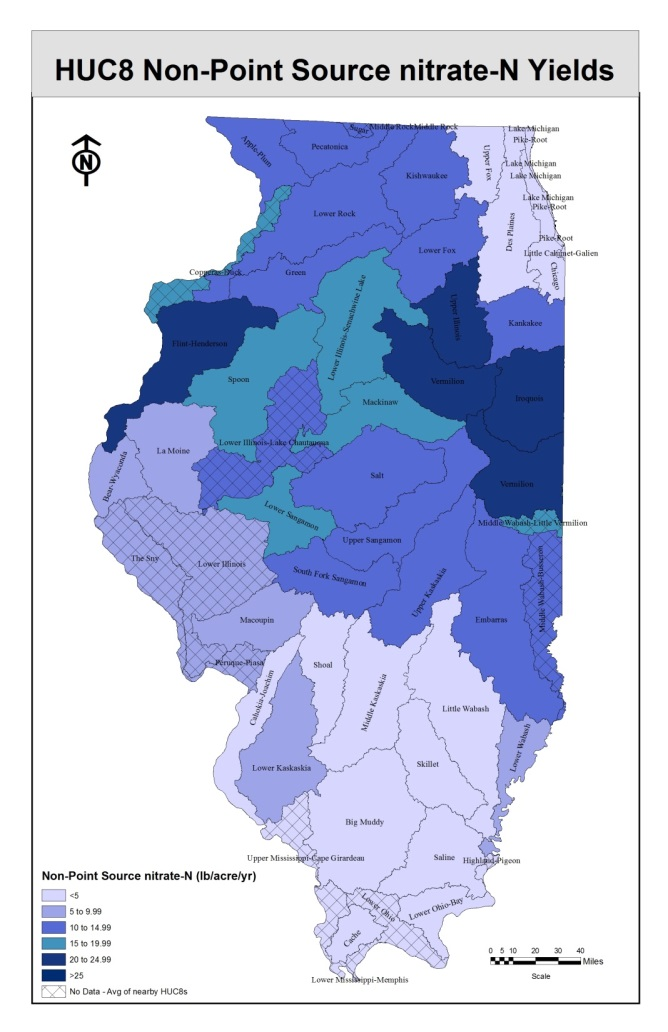 HUC8 Non-Point Source nitrate-N Yields
N
Apple-Plum
Pecatonica
Sugar
Middle Rock
Middle Rock
Kishwaukee
Upper Fox
Lake Michigan
Pike-Root
Lake Michigan
Lake Michigan
Lake Michigan
Pike-Root
Pike-Root
Des Plaines
Little Calumet-Galien
Chicago
Lower Rock
Lower Fox
Copperas-Duck
Green
Lower Illinois-Senachwine Lake
Upper Illinois
Kankakee
Flint-Henderson
Spoon
Vermilion
Iroquois
Mackinaw
Lower Illinois-Lake Chautauqua
La Moine
Bear-Wyaconda
Salt
Vermilion
Lower Sangamon
Middle Wabash-Little Vermilion
Upper Sangamon
The Sny
Lower Illinois
South Fork Sangamon
Upper Kaskaskia
Middle Wabash-Busseron
Embarras
Macoupin
Peruque-Piasa
Shoal
Cahokia-Joachim
Middle Kaskaskia
Little Wabash
Lower Wabash
Lower Kaskaskia
Skillet
Big Muddy
Upper Mississippi-Cape Girardeau
Saline
Highland-Pigeon
Lower Ohio
Lower Ohio-Bay
Cache
Lower Mississippi-Memphis
Non-Point Source nitrate-N (lb/acre/yr)
<5
5 to 9.99
10 to 14.99
15 to 19.99
20 to 24.99
>25
No Data - Avg of nearby HUC8s
0 5 10 20 30 40
Miles
Scale